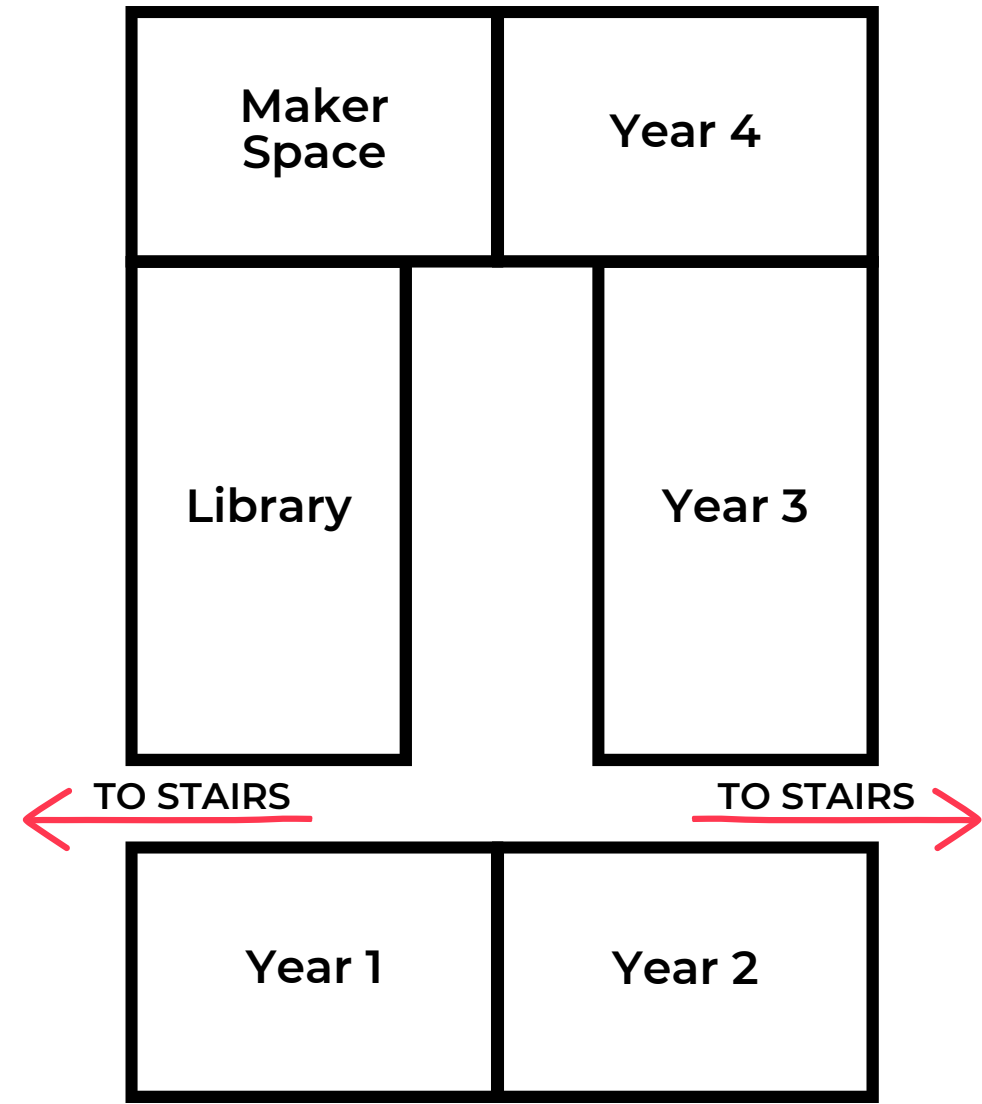 Maker
Space
Year 4
Library
Year 3
TO STAIRS
TO STAIRS
Year 1
Year 2